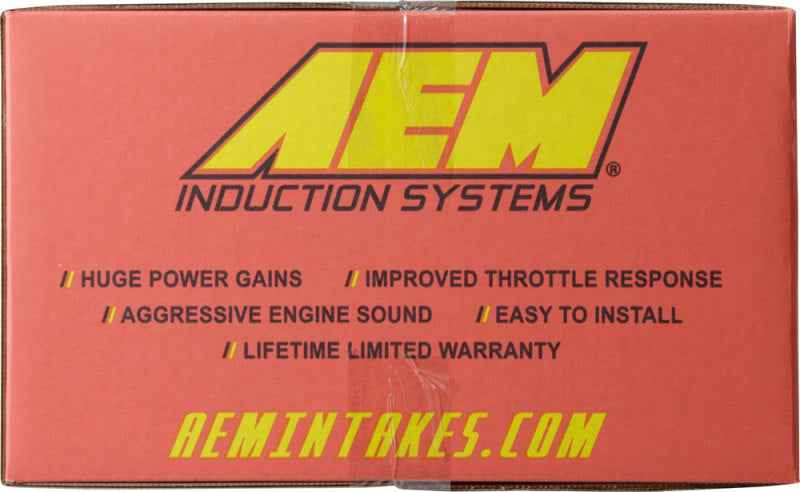 AEM®
INDUCTION SYSTEMS
// HUGE POWER GAINS // IMPROVED THROTTLE RESPONSE
// AGGRESSIVE ENGINE SOUND // EASY TO INSTALL
// LIFETIME LIMITED WARRANTY
AEMINTAKES.COM